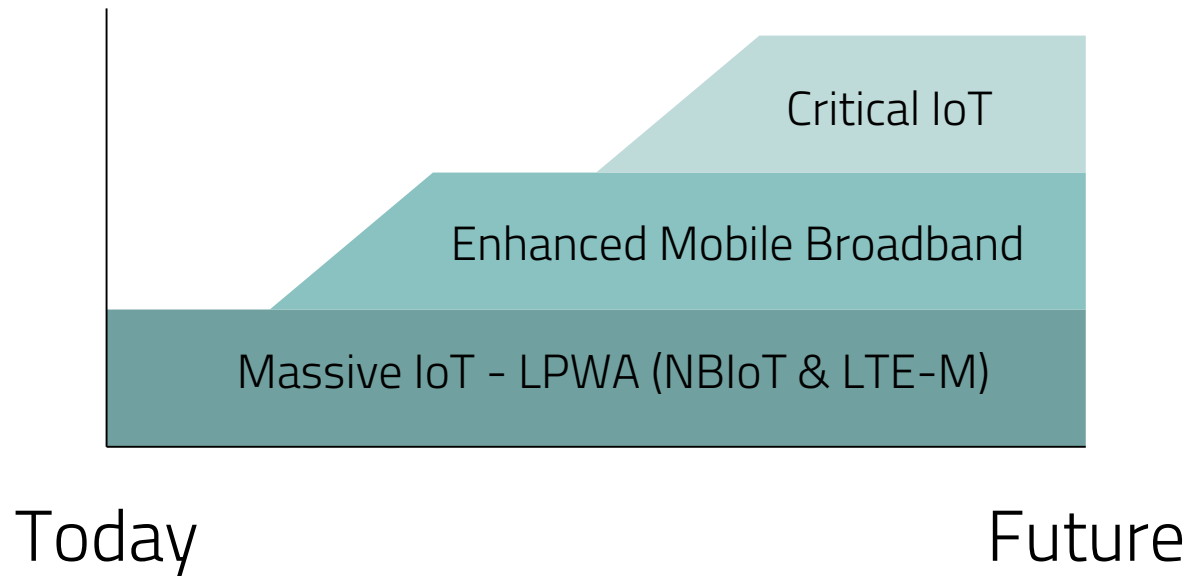 Critical IoT
Enhanced Mobile Broadband
Massive IoT - LPWA (NBIoT & LTE-M)
Today
Future